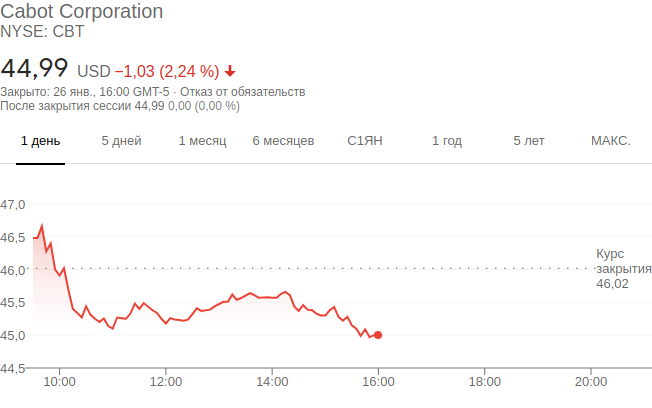 Cabot Corporation
NYSE: CBT
44,99 USD −1,03 (2,24 %)
Закрыто: 26 янв., 16:00 GMT-5 · Отказ от обязательств
После закрытия сессии 44,99 0,00 (0,00 %)
1 день 5 дней 1 месяц 6 месяцев С1ЯН 1 год 5 лет МАКС.
47,0
46,5
46,0
45,5
45,0
44,5
Курс
закрытия
46,02
10:00 12:00 14:00 16:00 18:00 20:00